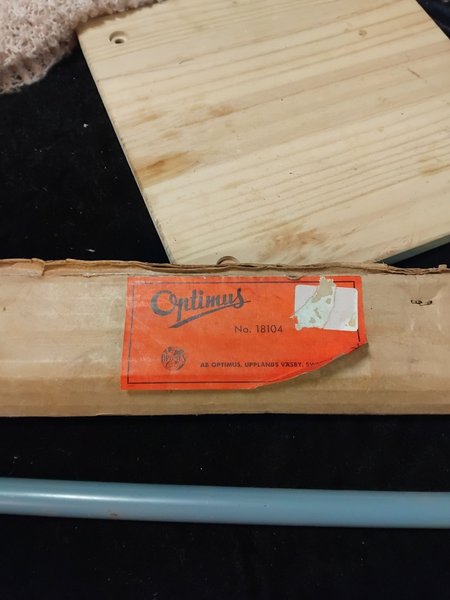 Optimus
No. 18104
AB OPTIMUS, UPPLANDS VÄSBY,